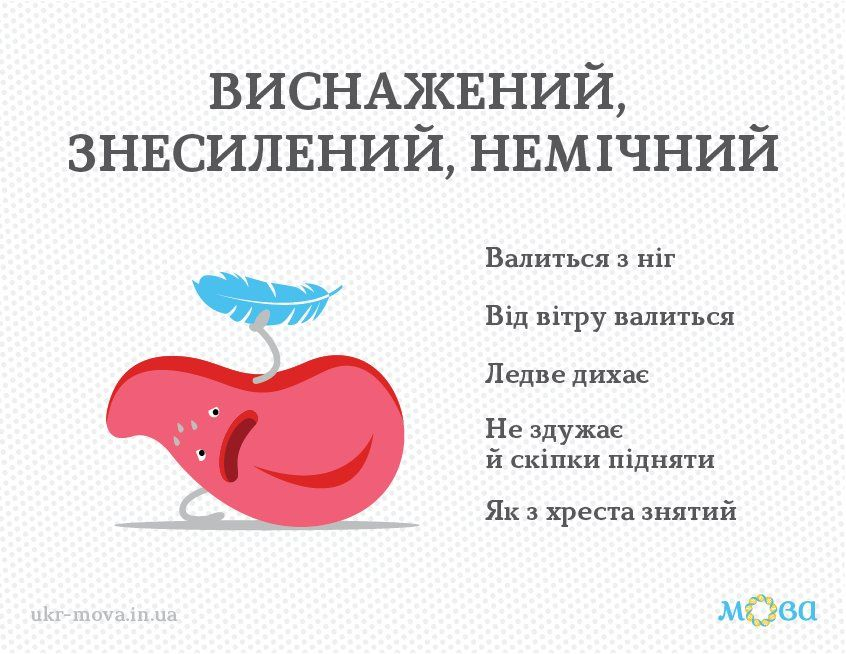 ВИСНАЖЕНИЙ,
ЗНЕСИЛЕНИЙ, НЕМІЧНИЙ
Валиться з ніг
Від вітру валиться
Ледве дихає
Не здужає
й скіпки підняти
Як з хреста знятий
ukr-mova.in.ua
мова